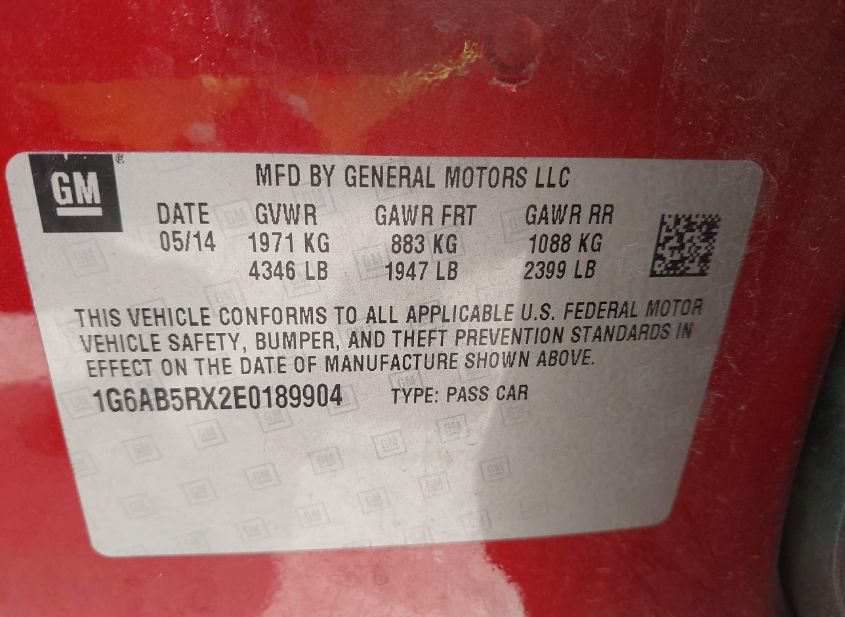 GM
MFD BY GENERAL MOTORS LLC
DATE GVWR GAWR FRT GAWR RR
05/14 1971 KG 883 KG 1088 KG
4346 LB 1947 LB 2399 LB
THIS VEHICLE CONFORMS TO ALL APPLICABLE U.S. FEDERAL MOTOR
VEHICLE SAFETY, BUMPER, AND THEFT PREVENTION STANDARDS IN
EFFECT ON THE DATE OF MANUFACTURE SHOWN ABOVE.
1G6AB5RX2E0189904 TYPE: PASS CAR